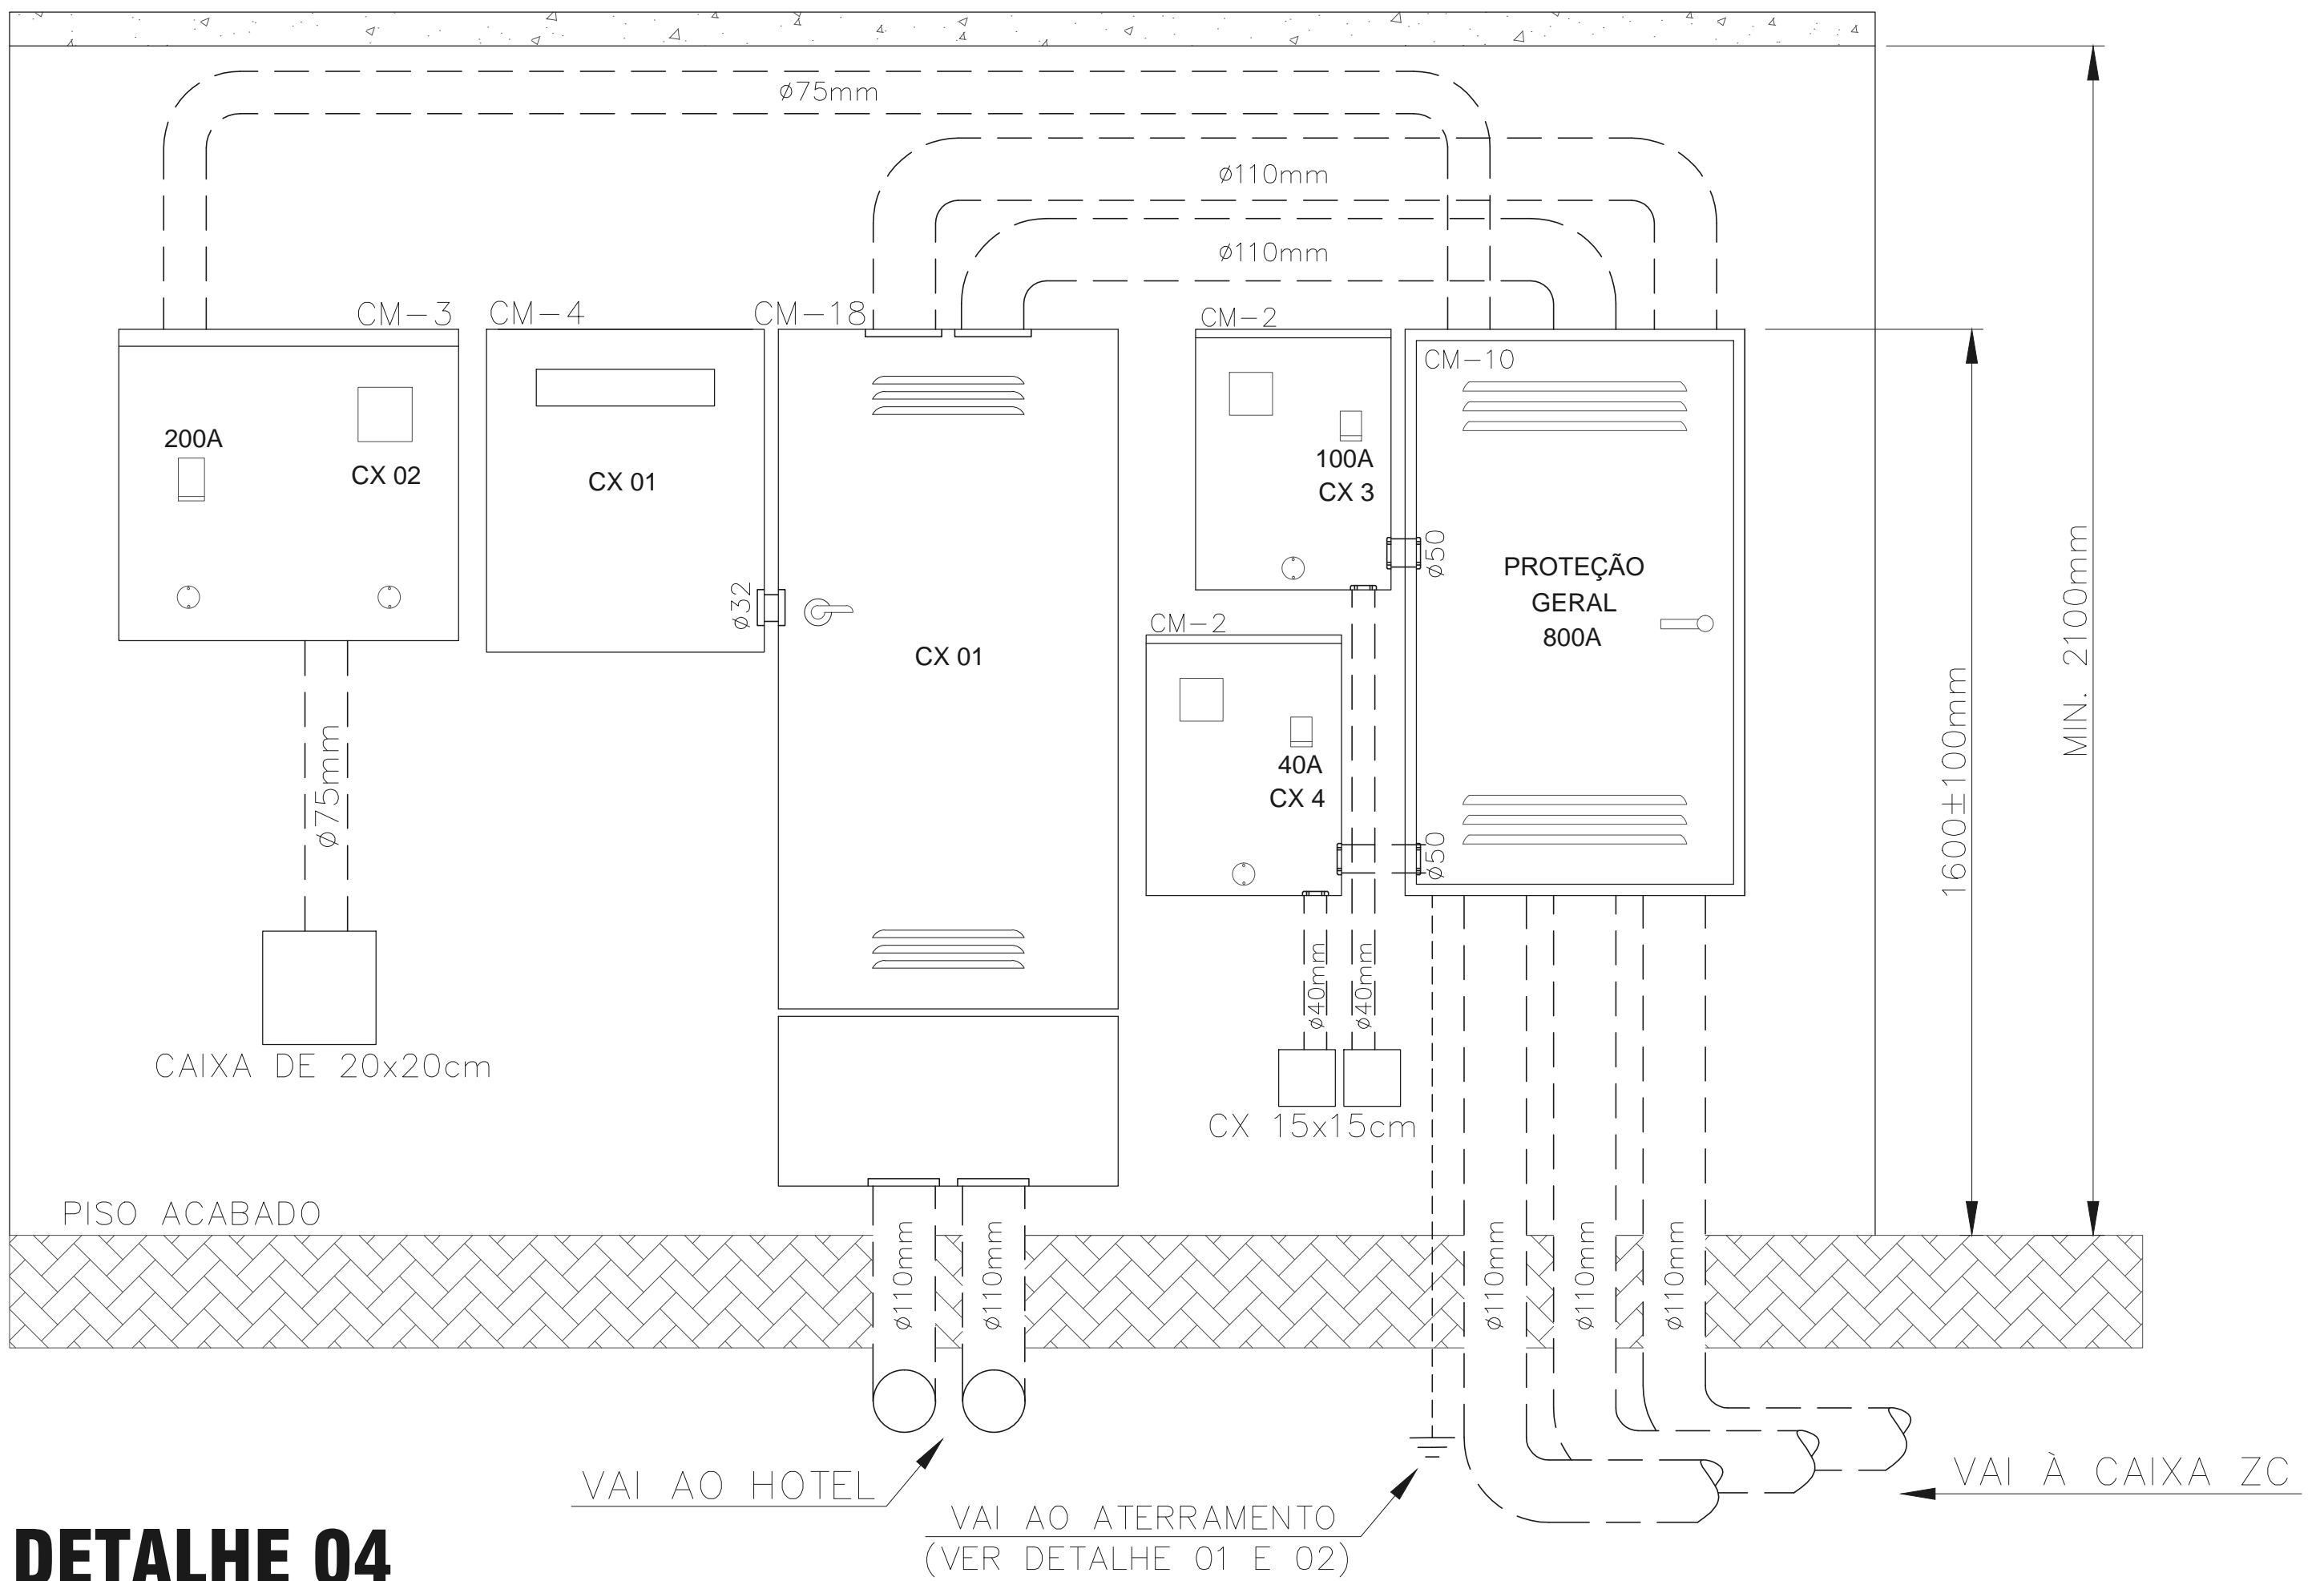 ø75mm
ø110mm
ø110mm
CM-3
CM-4
CM-18
CM-2
CM-10
200A
CX 02
CX 01
100A
CX 3
ø50
PROTEÇÃO
GERAL
800A
ø32
CX 01
CM-2
40A
CX 4
ø50
ø75mm
1600±100mm
MIN. 2100mm
ø40mm
ø40mm
CAIXA DE 20x20cm
CX 15x15cm
PISO ACABADO
ø110mm
ø110mm
ø110mm
ø110mm
ø110mm
VAI AO HOTEL
VAI À CAIXA ZC
VAI AO ATERRAMENTO
(VER DETALHE 01 E 02)
DETALHE 04